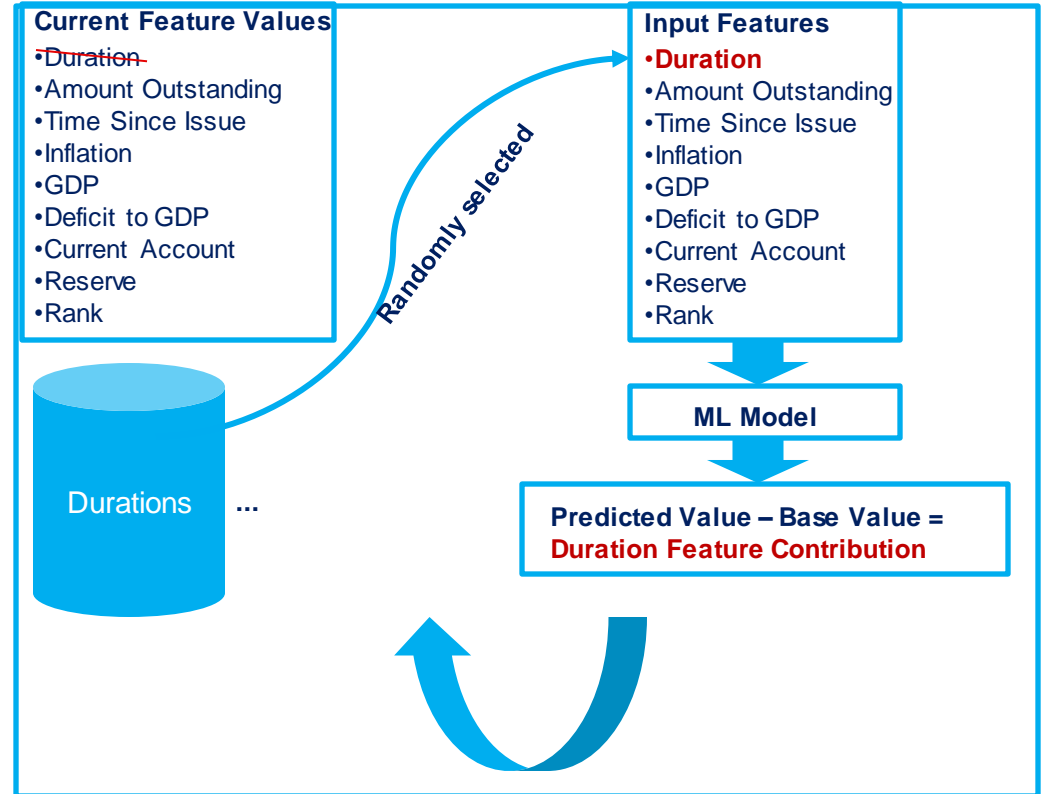 Current Feature Values
•Duration
•Amount Outstanding
•Time Since Issue
•Inflation
•GDP
•Deficit to GDP
•Current Account
•Reserve
•Rank
Randomly selected
Input Features
•Duration
•Amount Outstanding
•Time Since Issue
•Inflation
•GDP
•Deficit to GDP
•Current Account
•Reserve
•Rank
ML Model
Durations
...
Predicted Value – Base Value =
Duration Feature Contribution